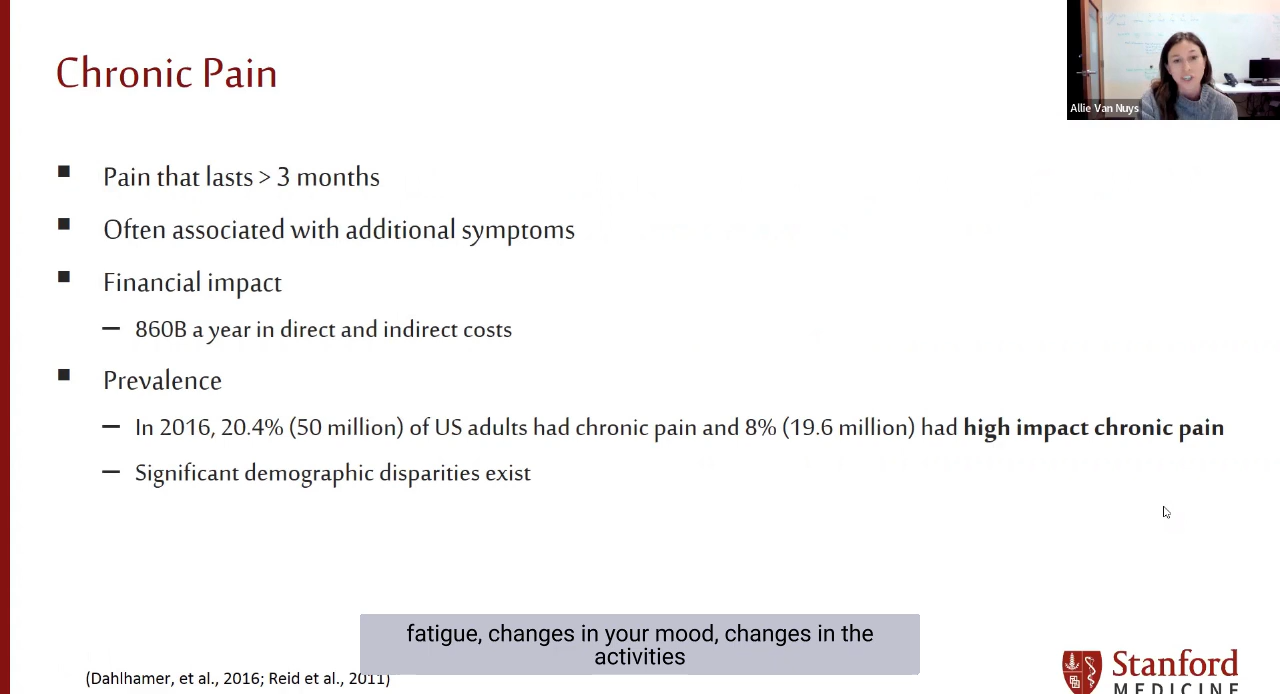 Chronic Pain
Allie Van Nuys
■ Pain that lasts > 3 months
■ Often associated with additional symptoms
■ Financial impact
– 860B a year in direct and indirect costs
■ Prevalence
– In 2016, 20.4% (50 million) of US adults had chronic pain and 8% (19.6 million) had high impact chronic pain
– Significant demographic disparities exist
fatigue, changes in your mood, changes in the
activities
(Dahlhamer, et al., 2016; Reid et al., 2011)
Stanford
MEDICINE